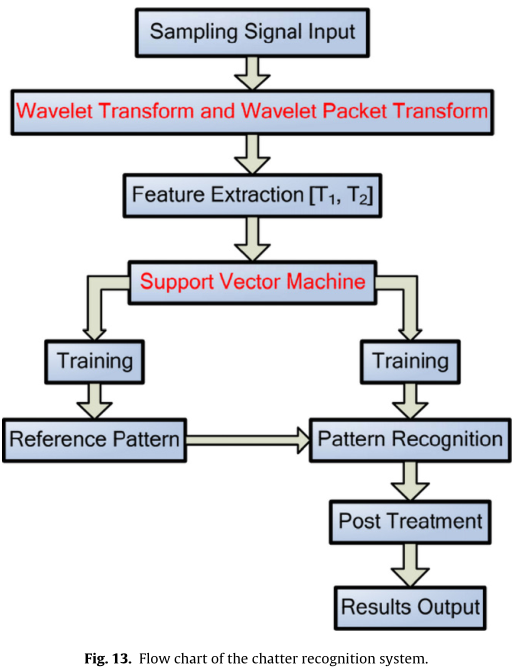 Sampling Signal Input
Wavelet Transform and Wavelet Packet Transform
Feature Extraction [T₁, T₂]
Support Vector Machine
Training
Training
Reference Pattern
Pattern Recognition
Post Treatment
Results Output
Fig. 13. Flow chart of the chatter recognition system.